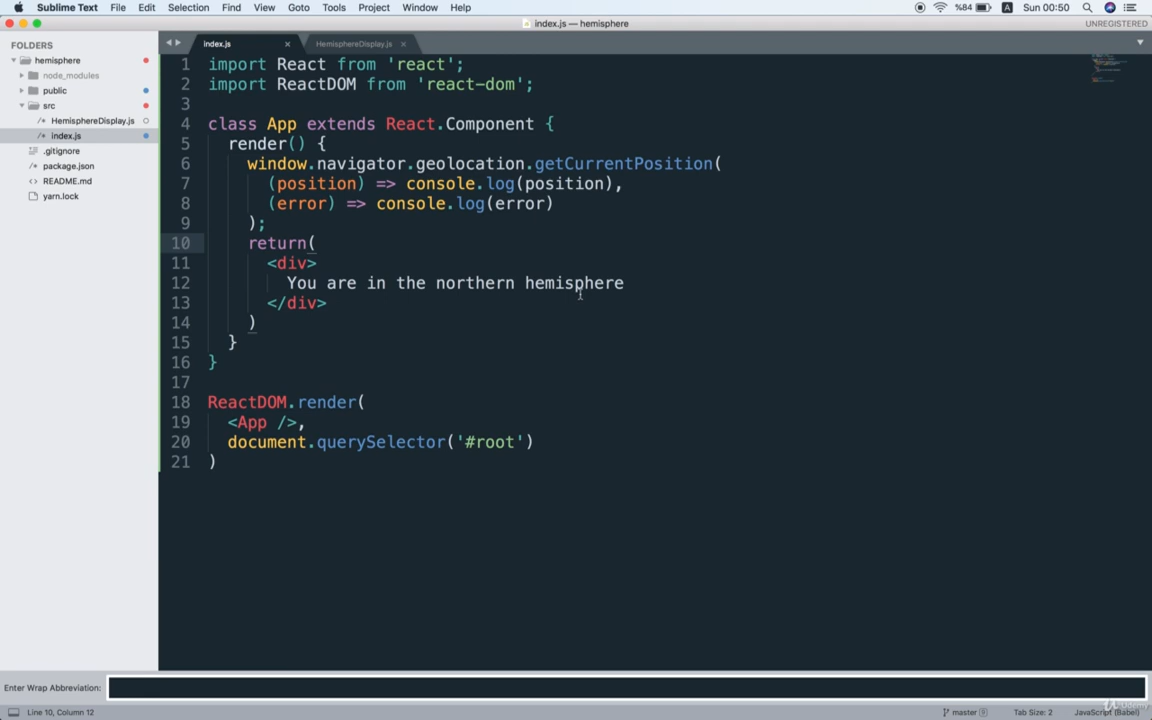 Sublime Text File Edit Selection Find View Goto Tools Project Window Help %84 A Sun 00:50
index.js — hemisphere UNREGISTERED
FOLDERS
hemisphere
node_modules
public
src
HemisphereDisplay.js
index.js
.gitignore
package.json
README.md
yarn.lock
index.js × HemisphereDisplay.js ×
1 import React from 'react';
2 import ReactDOM from 'react-dom';
3
4 class App extends React.Component {
5 render() {
6 window.navigator.geolocation.getCurrentPosition(
7 (position) => console.log(position),
8 (error) => console.log(error)
9 );
10 return(
11 <div>
12 You are in the northern hemisphere
13 </div>
14 )
15 }
16 }
17
18 ReactDOM.render(
19 <App />,
20 document.querySelector('#root')
21 )
Enter Wrap Abbreviation:
Line 10, Column 12 master 9 Tab Size: 2 JavaScript (Babel)
Udemy